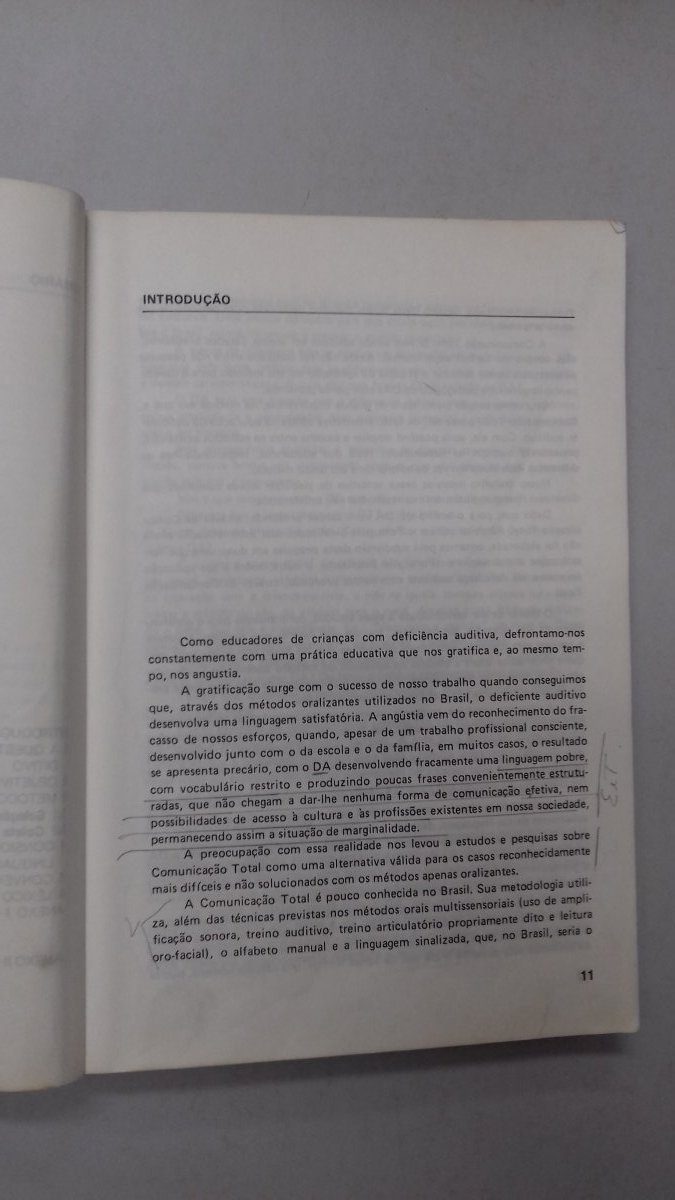 INTRODUÇÃO
Como educadores de crianças com deficiência auditiva, defrontamo-nos
constantemente com uma prática educativa que nos gratifica e, ao mesmo tem-
po, nos angustia.
A gratificação surge com o sucesso de nosso trabalho quando conseguimos
que, através dos métodos oralizantes utilizados no Brasil, o deficiente auditivo
desenvolva uma linguagem satisfatória. A angústia vem do reconhecimento do fra-
casso de nossos esforços, quando, apesar de um trabalho profissional consciente,
desenvolvido junto com o da escola e o da família, em muitos casos, o resultado
se apresenta precário, com o DA desenvolvendo fracamente uma linguagem pobre,
com vocabulário restrito e produzindo poucas frases convenientemente estrutu-
radas, que não chegam a dar-lhe nenhuma forma de comunicação efetiva, nem
possibilidades de acesso à cultura e às profissões existentes em nossa sociedade,
permanecendo assim a situação de marginalidade.
A preocupação com essa realidade nos levou a estudos e pesquisas sobre
Comunicação Total como uma alternativa válida para os casos reconhecidamente
mais difíceis e não solucionados com os métodos apenas oralizantes.
A Comunicação Total é pouco conhecida no Brasil. Sua metodologia utili-
za, além das técnicas previstas nos métodos orais multissensoriais (uso de ampli-
ficação sonora, treino auditivo, treino articulatório propriamente dito e leitura
oro-facial), o alfabeto manual e a linguagem sinalizada, que, no Brasil, seria o
11